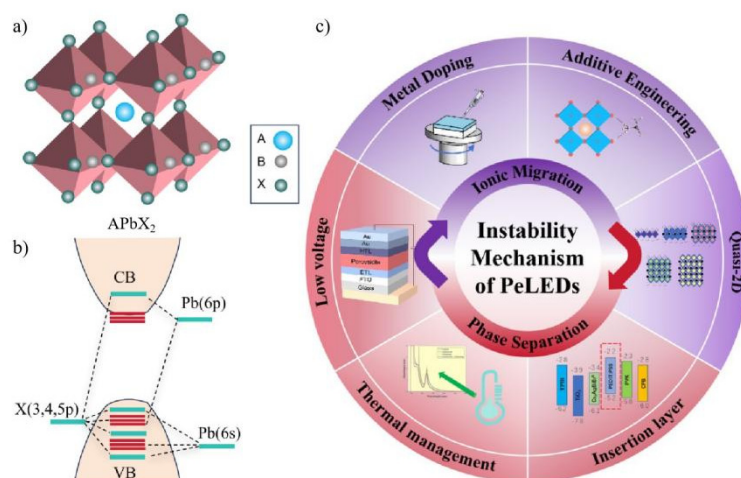 a)
A
B
X
b)
APbX2
CB
Pb(6p)
X(3,4,5p)
Pb(6s)
VB
c)
Metal Doping
Additive Engineering
Low voltage
Quasi-2D
Thermal management
Insertion layer
Ionic Migration
Instability
Mechanism
of PeLEDs
Phase Separation
Au
HTL
Perovskite
ETL
FTO
Glass